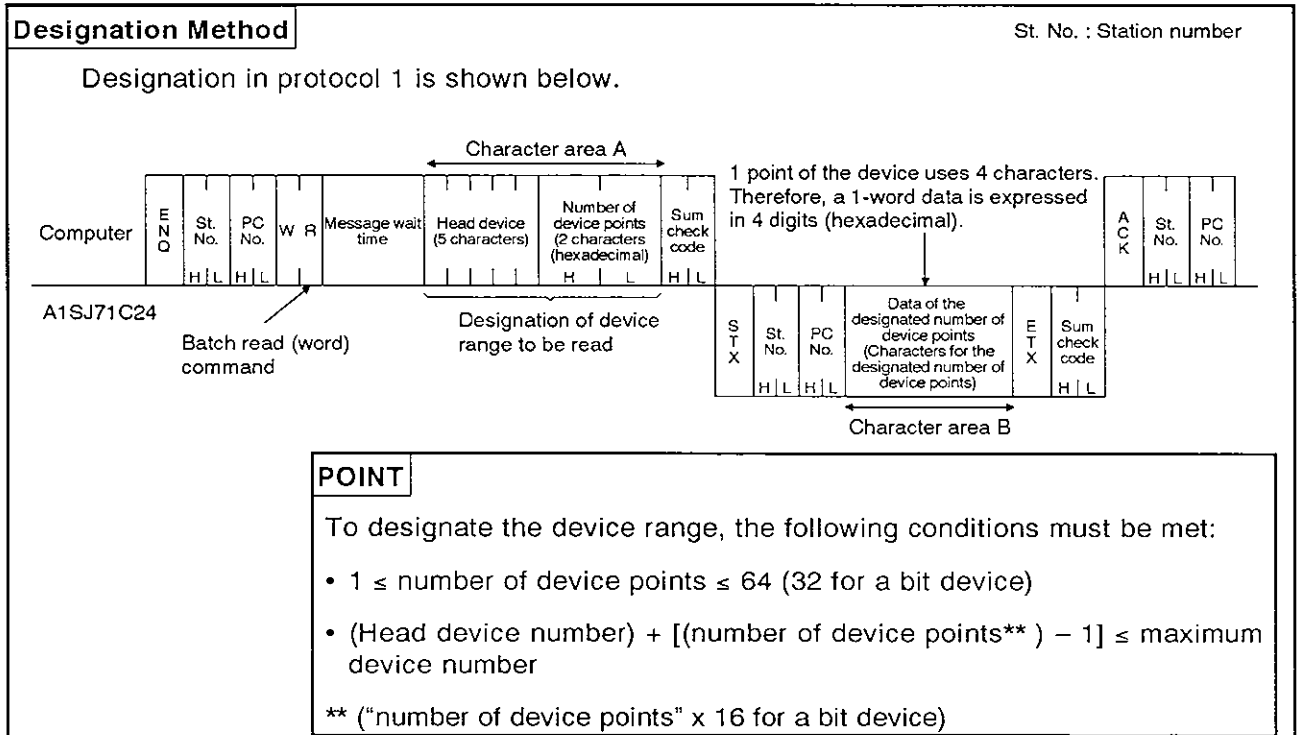 Designation Method
St. No. : Station number
Designation in protocol 1 is shown below.
Character area A
1 point of the device uses 4 characters.
Therefore, a 1-word data is expressed
in 4 digits (hexadecimal).
Computer
ENQ
St.
No.
H L
PC
No.
H L
W R
Message wait
time
Head device
(5 characters)
Number of
device points
(2 characters
(hexadecimal)
H L
Sum
check
code
H L
ACK
St.
No.
H L
PC
No.
H L
A1SJ71C24
Batch read (word)
command
Designation of device
range to be read
STX
St.
No.
H L
PC
No.
H L
Data of the
designated number of
device points
(Characters for the
designated number of
device points)
ETX
Sum
check
code
H L
Character area B
POINT
To designate the device range, the following conditions must be met:
• 1 ≤ number of device points ≤ 64 (32 for a bit device)
• (Head device number) + [(number of device points** ) – 1] ≤ maximum
device number
** ("number of device points" x 16 for a bit device)